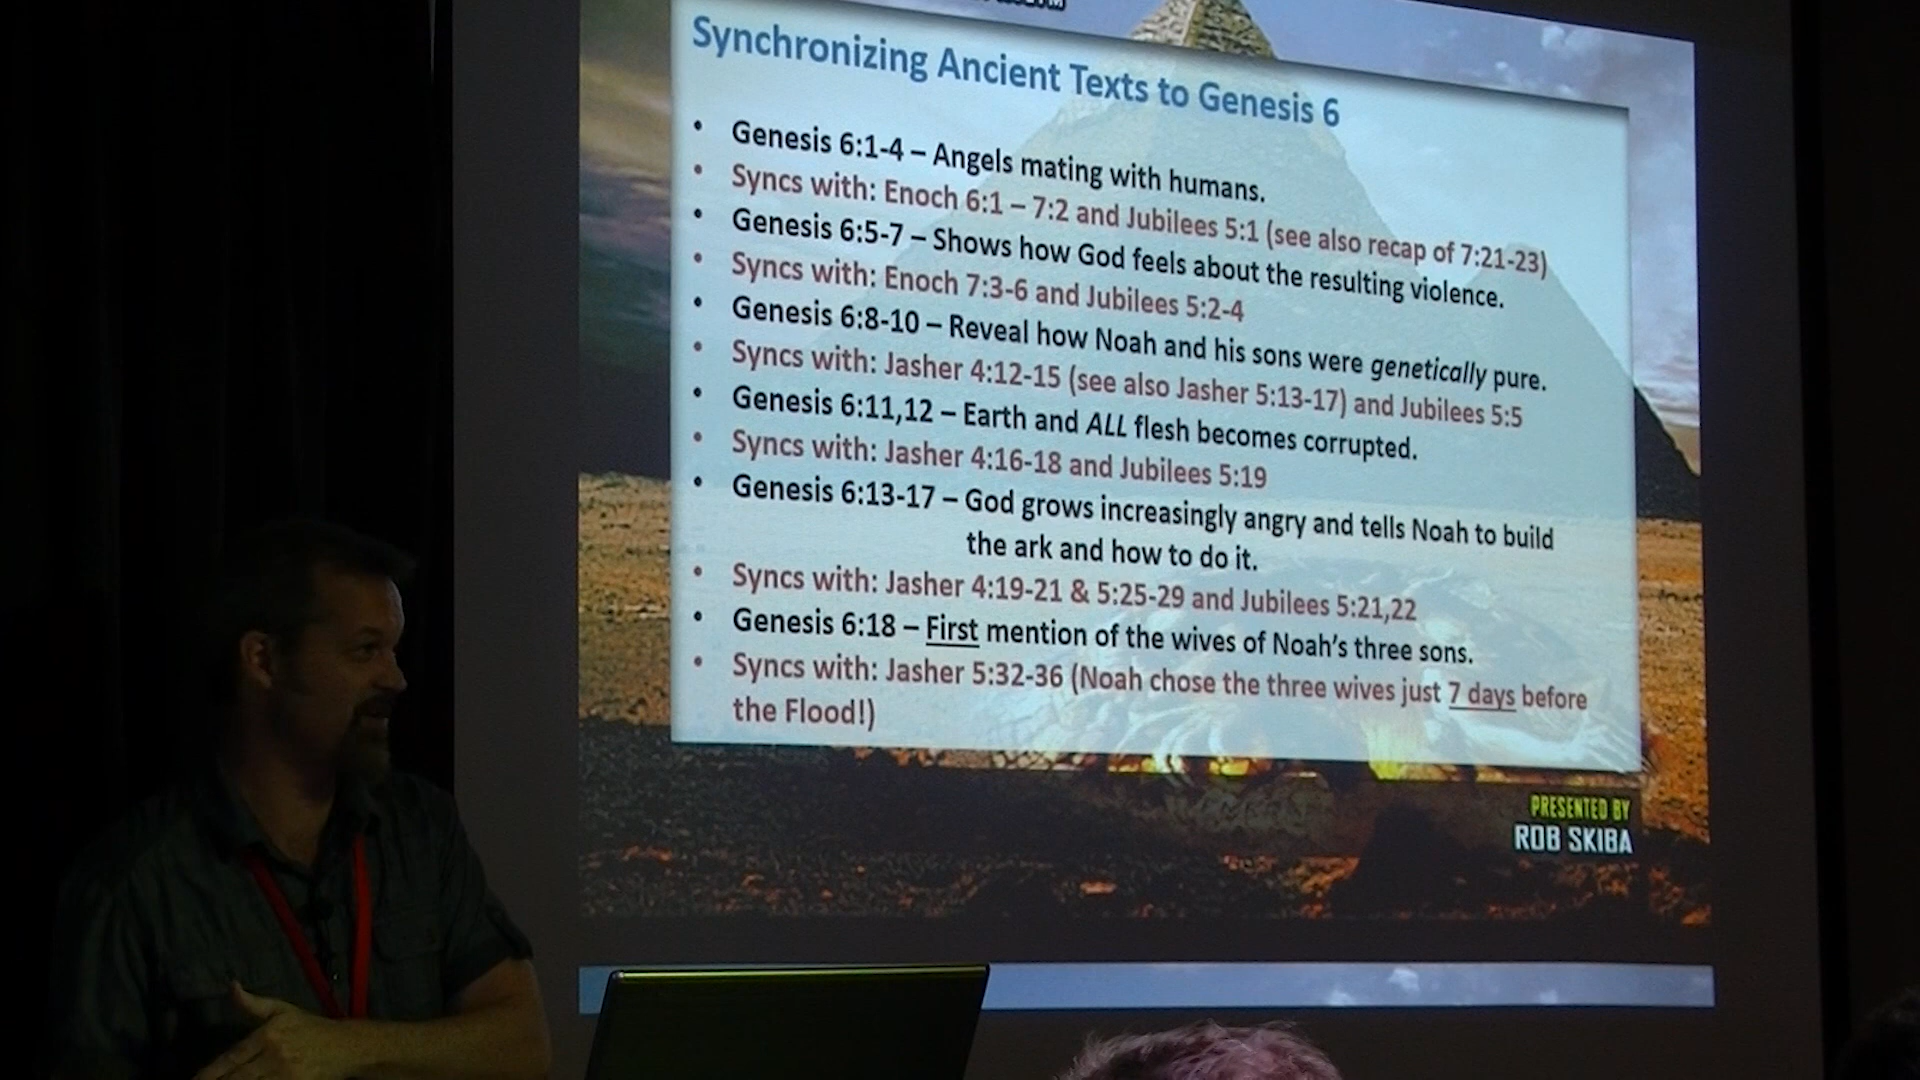 Synchronizing Ancient Texts to Genesis 6
• Genesis 6:1-4 – Angels mating with humans.
• Syncs with: Enoch 6:1 – 7:2 and Jubilees 5:1 (see also recap of 7:21-23)
• Genesis 6:5-7 – Shows how God feels about the resulting violence.
• Syncs with: Enoch 7:3-6 and Jubilees 5:2-4
• Genesis 6:8-10 – Reveal how Noah and his sons were genetically pure.
• Syncs with: Jasher 4:12-15 (see also Jasher 5:13-17) and Jubilees 5:5
• Genesis 6:11,12 – Earth and ALL flesh becomes corrupted.
• Syncs with: Jasher 4:16-18 and Jubilees 5:19
• Genesis 6:13-17 – God grows increasingly angry and tells Noah to build
the ark and how to do it.
• Syncs with: Jasher 4:19-21 & 5:25-29 and Jubilees 5:21,22
• Genesis 6:18 – First mention of the wives of Noah's three sons.
• Syncs with: Jasher 5:32-36 (Noah chose the three wives just 7 days before
the Flood!)
PRESENTED BY
ROB SKIBA